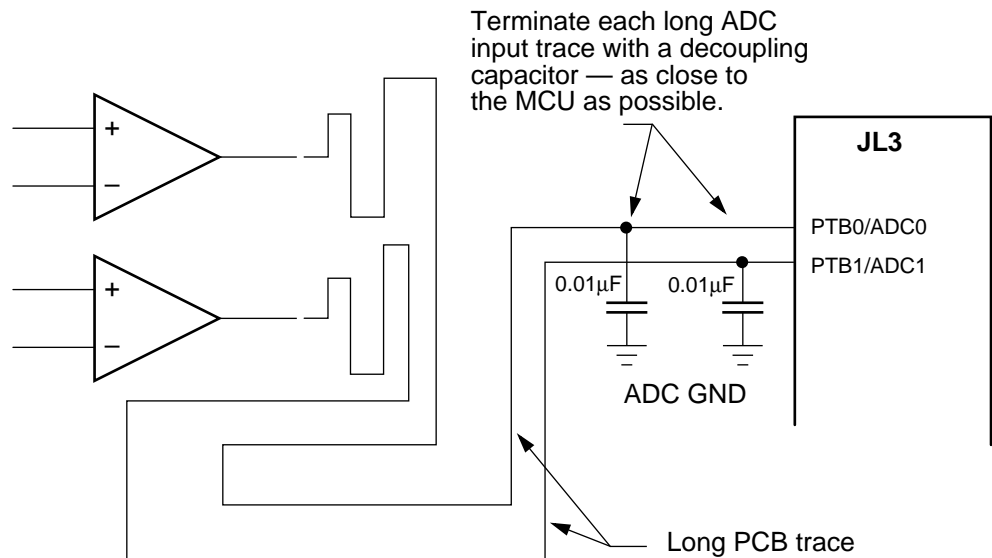 Terminate each long ADC
input trace with a decoupling
capacitor — as close to
the MCU as possible.
JL3
+
−
PTB0/ADC0
PTB1/ADC1
+
−
0.01µF
0.01µF
ADC GND
Long PCB trace